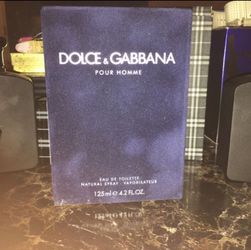 DOLCE & GABBANA
POUR HOMME
EAU DE TOILETTE
NATURAL SPRAY - VAPORISATEUR
125ml ℮ 4.2 FL.OZ.